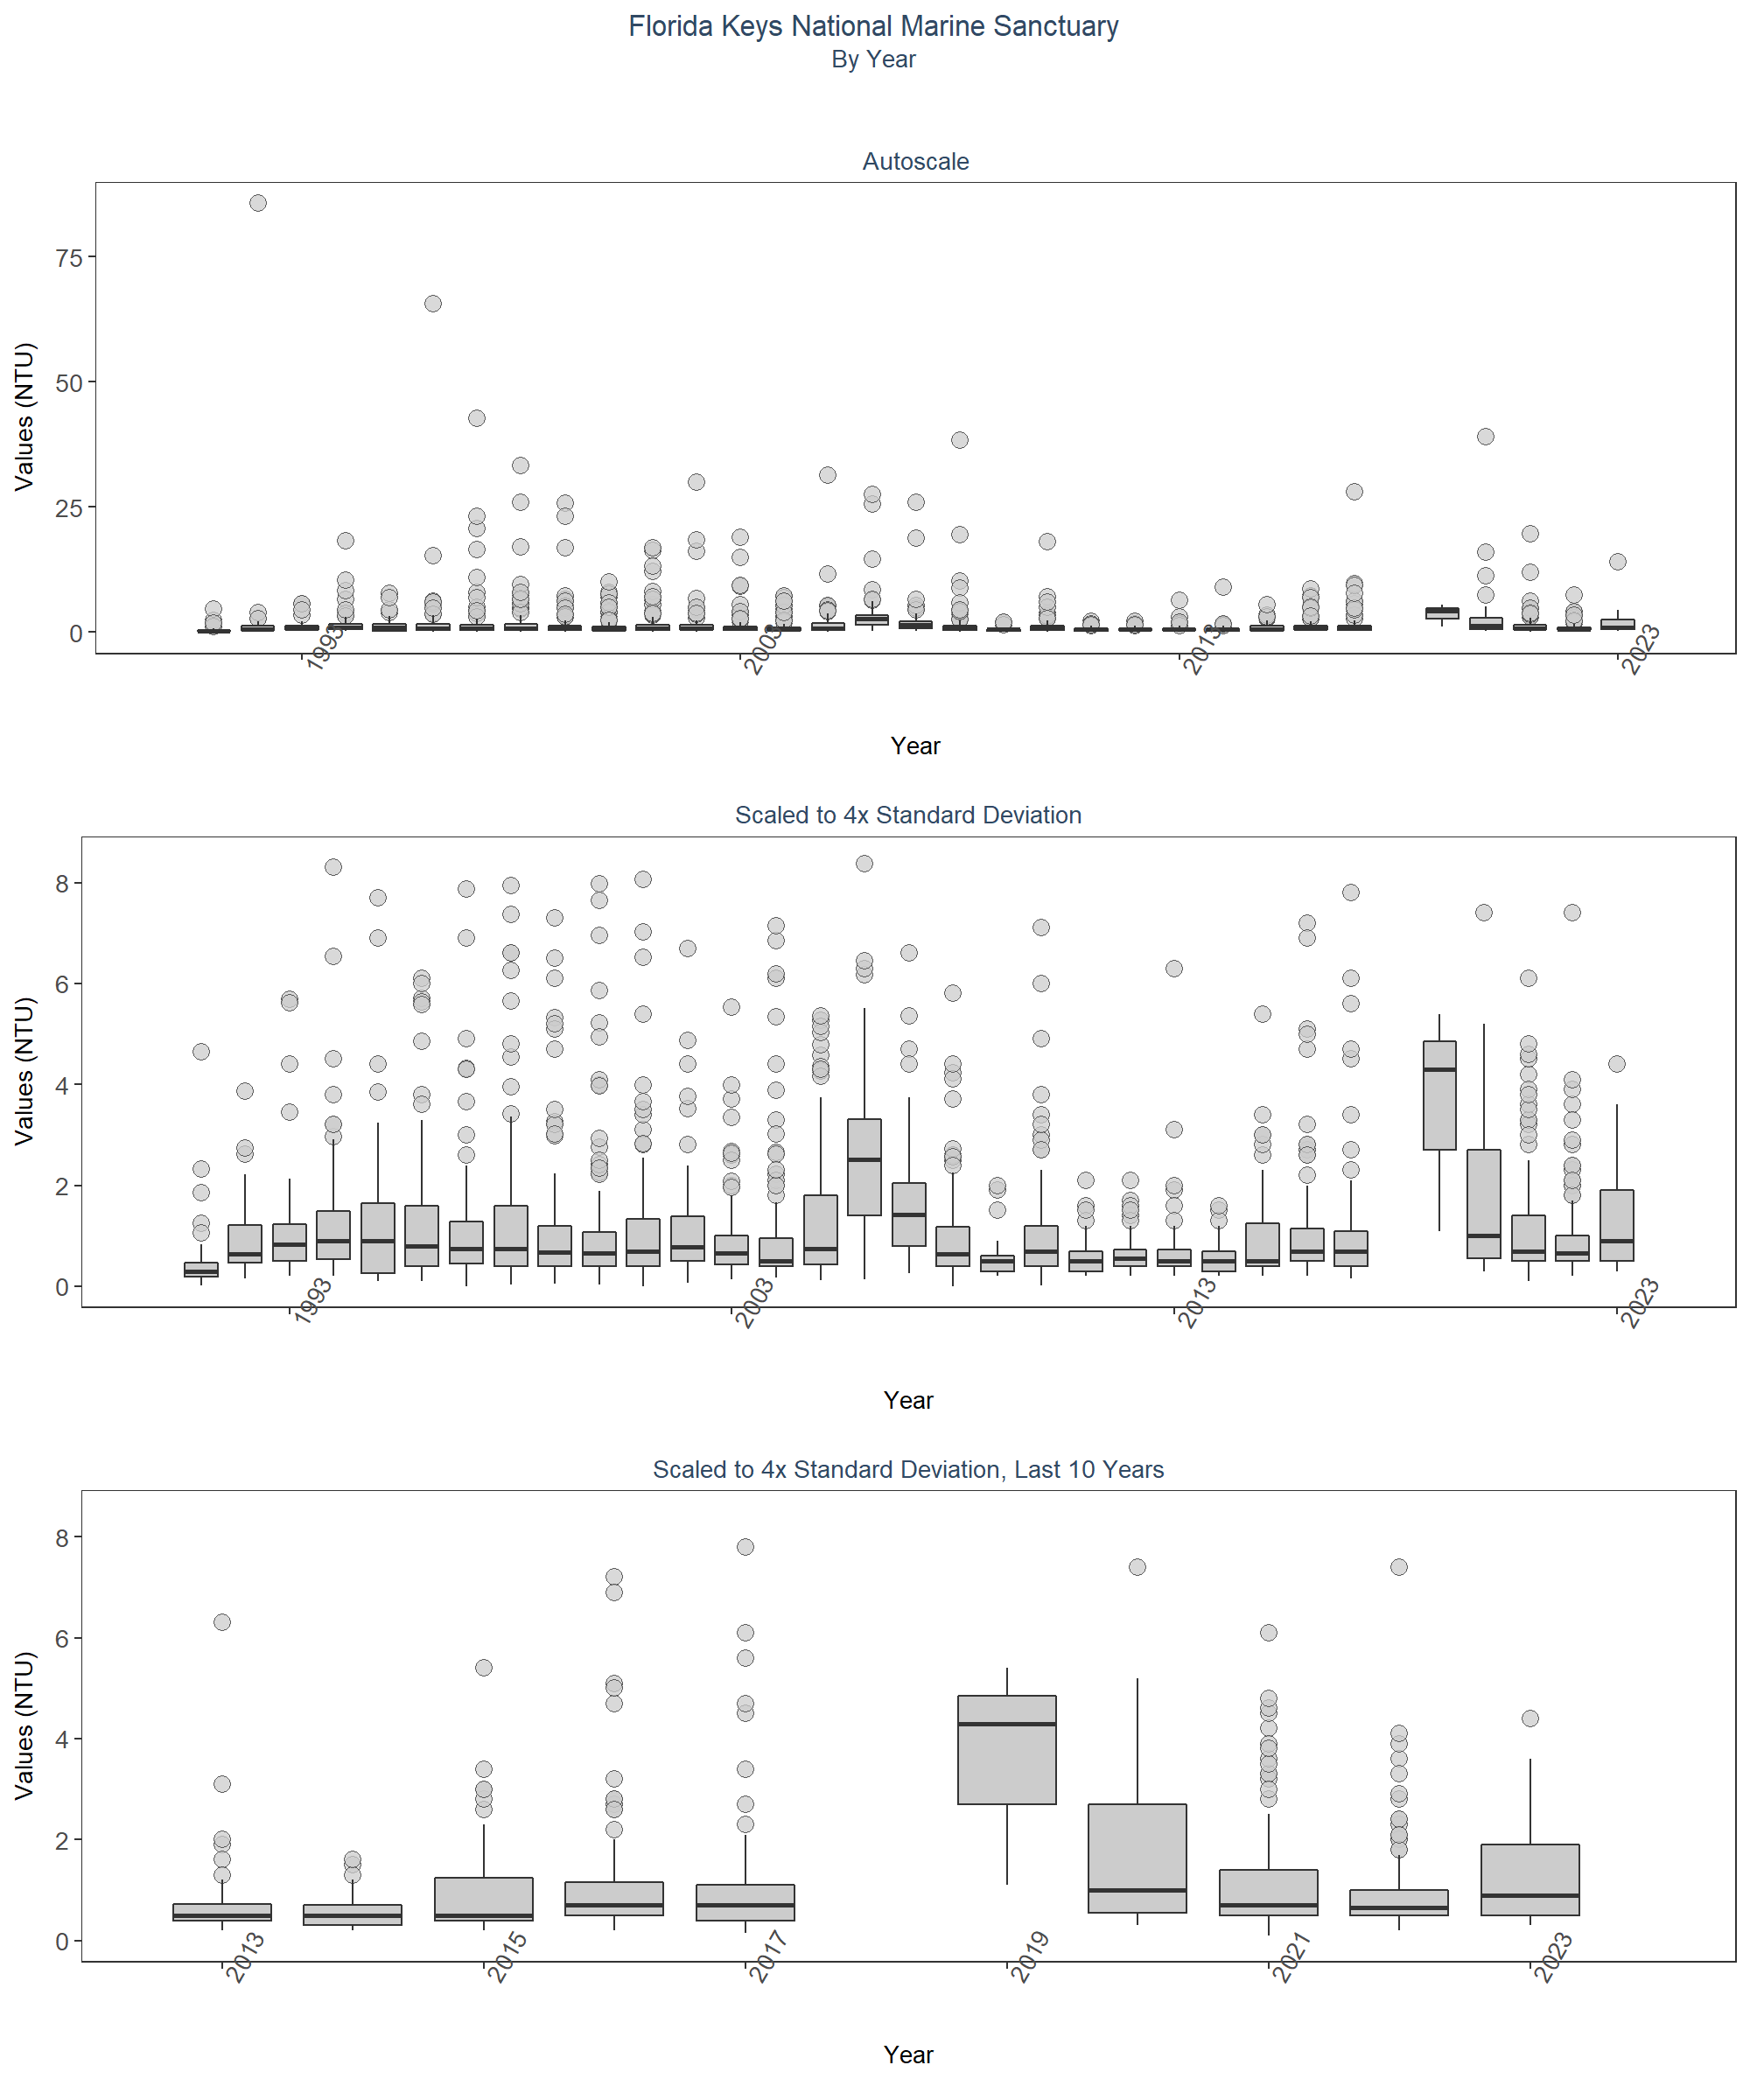 Florida Keys National Marine Sanctuary
By Year
Autoscale
Values (NTU)
75
50
25
0
1993
2003
2013
2023
Year
Scaled to 4x Standard Deviation
Values (NTU)
8
6
4
2
0
1993
2003
2013
2023
Year
Scaled to 4x Standard Deviation, Last 10 Years
Values (NTU)
8
6
4
2
0
2013
2015
2017
2019
2021
2023
Year